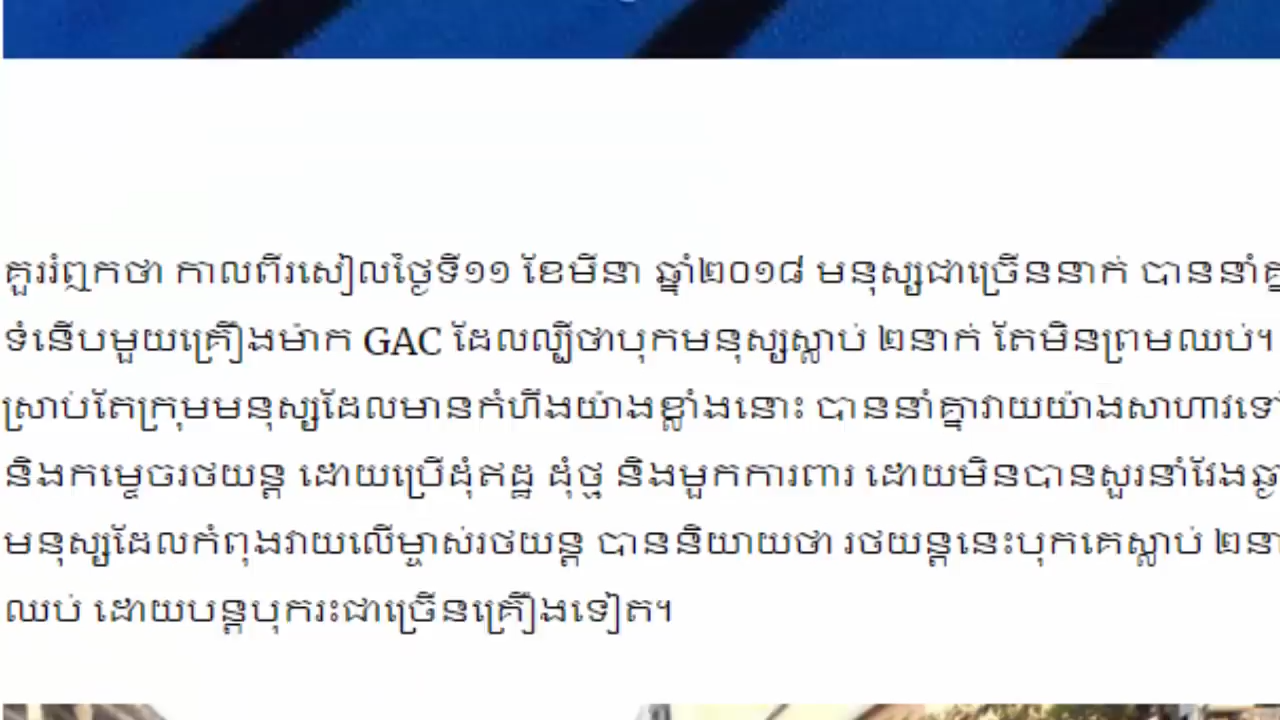 គួររំឮកថា កាលពីរសៀលថ្ងៃទី១១ ខែមីនា ឆ្នាំ២០១៨ មនុស្សជាច្រើននាក់ បាននាំ
ទំនើបមួយគ្រឿងម៉ាក GAC ដែលល្បីថាបុកមនុស្សស្លាប់ ២នាក់ តែមិនព្រមឈប់។
ស្រាប់តែក្រុមមនុស្សដែលមានកំហឹងយ៉ាងខ្លាំងនោះ បាននាំគ្នាវាយយ៉ាងសាហាវទៅ
និងកម្ទេចរថយន្ត ដោយប្រើដុំឥដ្ឋ ដុំថ្ម និងមួកការពារ ដោយមិនបានសួរនាំវែងឆ្ងា
មនុស្សដែលកំពុងវាយលើម្ចាស់រថយន្ត បាននិយាយថា រថយន្តនេះបុកគេស្លាប់ ២នា
ឈប់ ដោយបន្តបុករះជាច្រើនគ្រឿងទៀត។